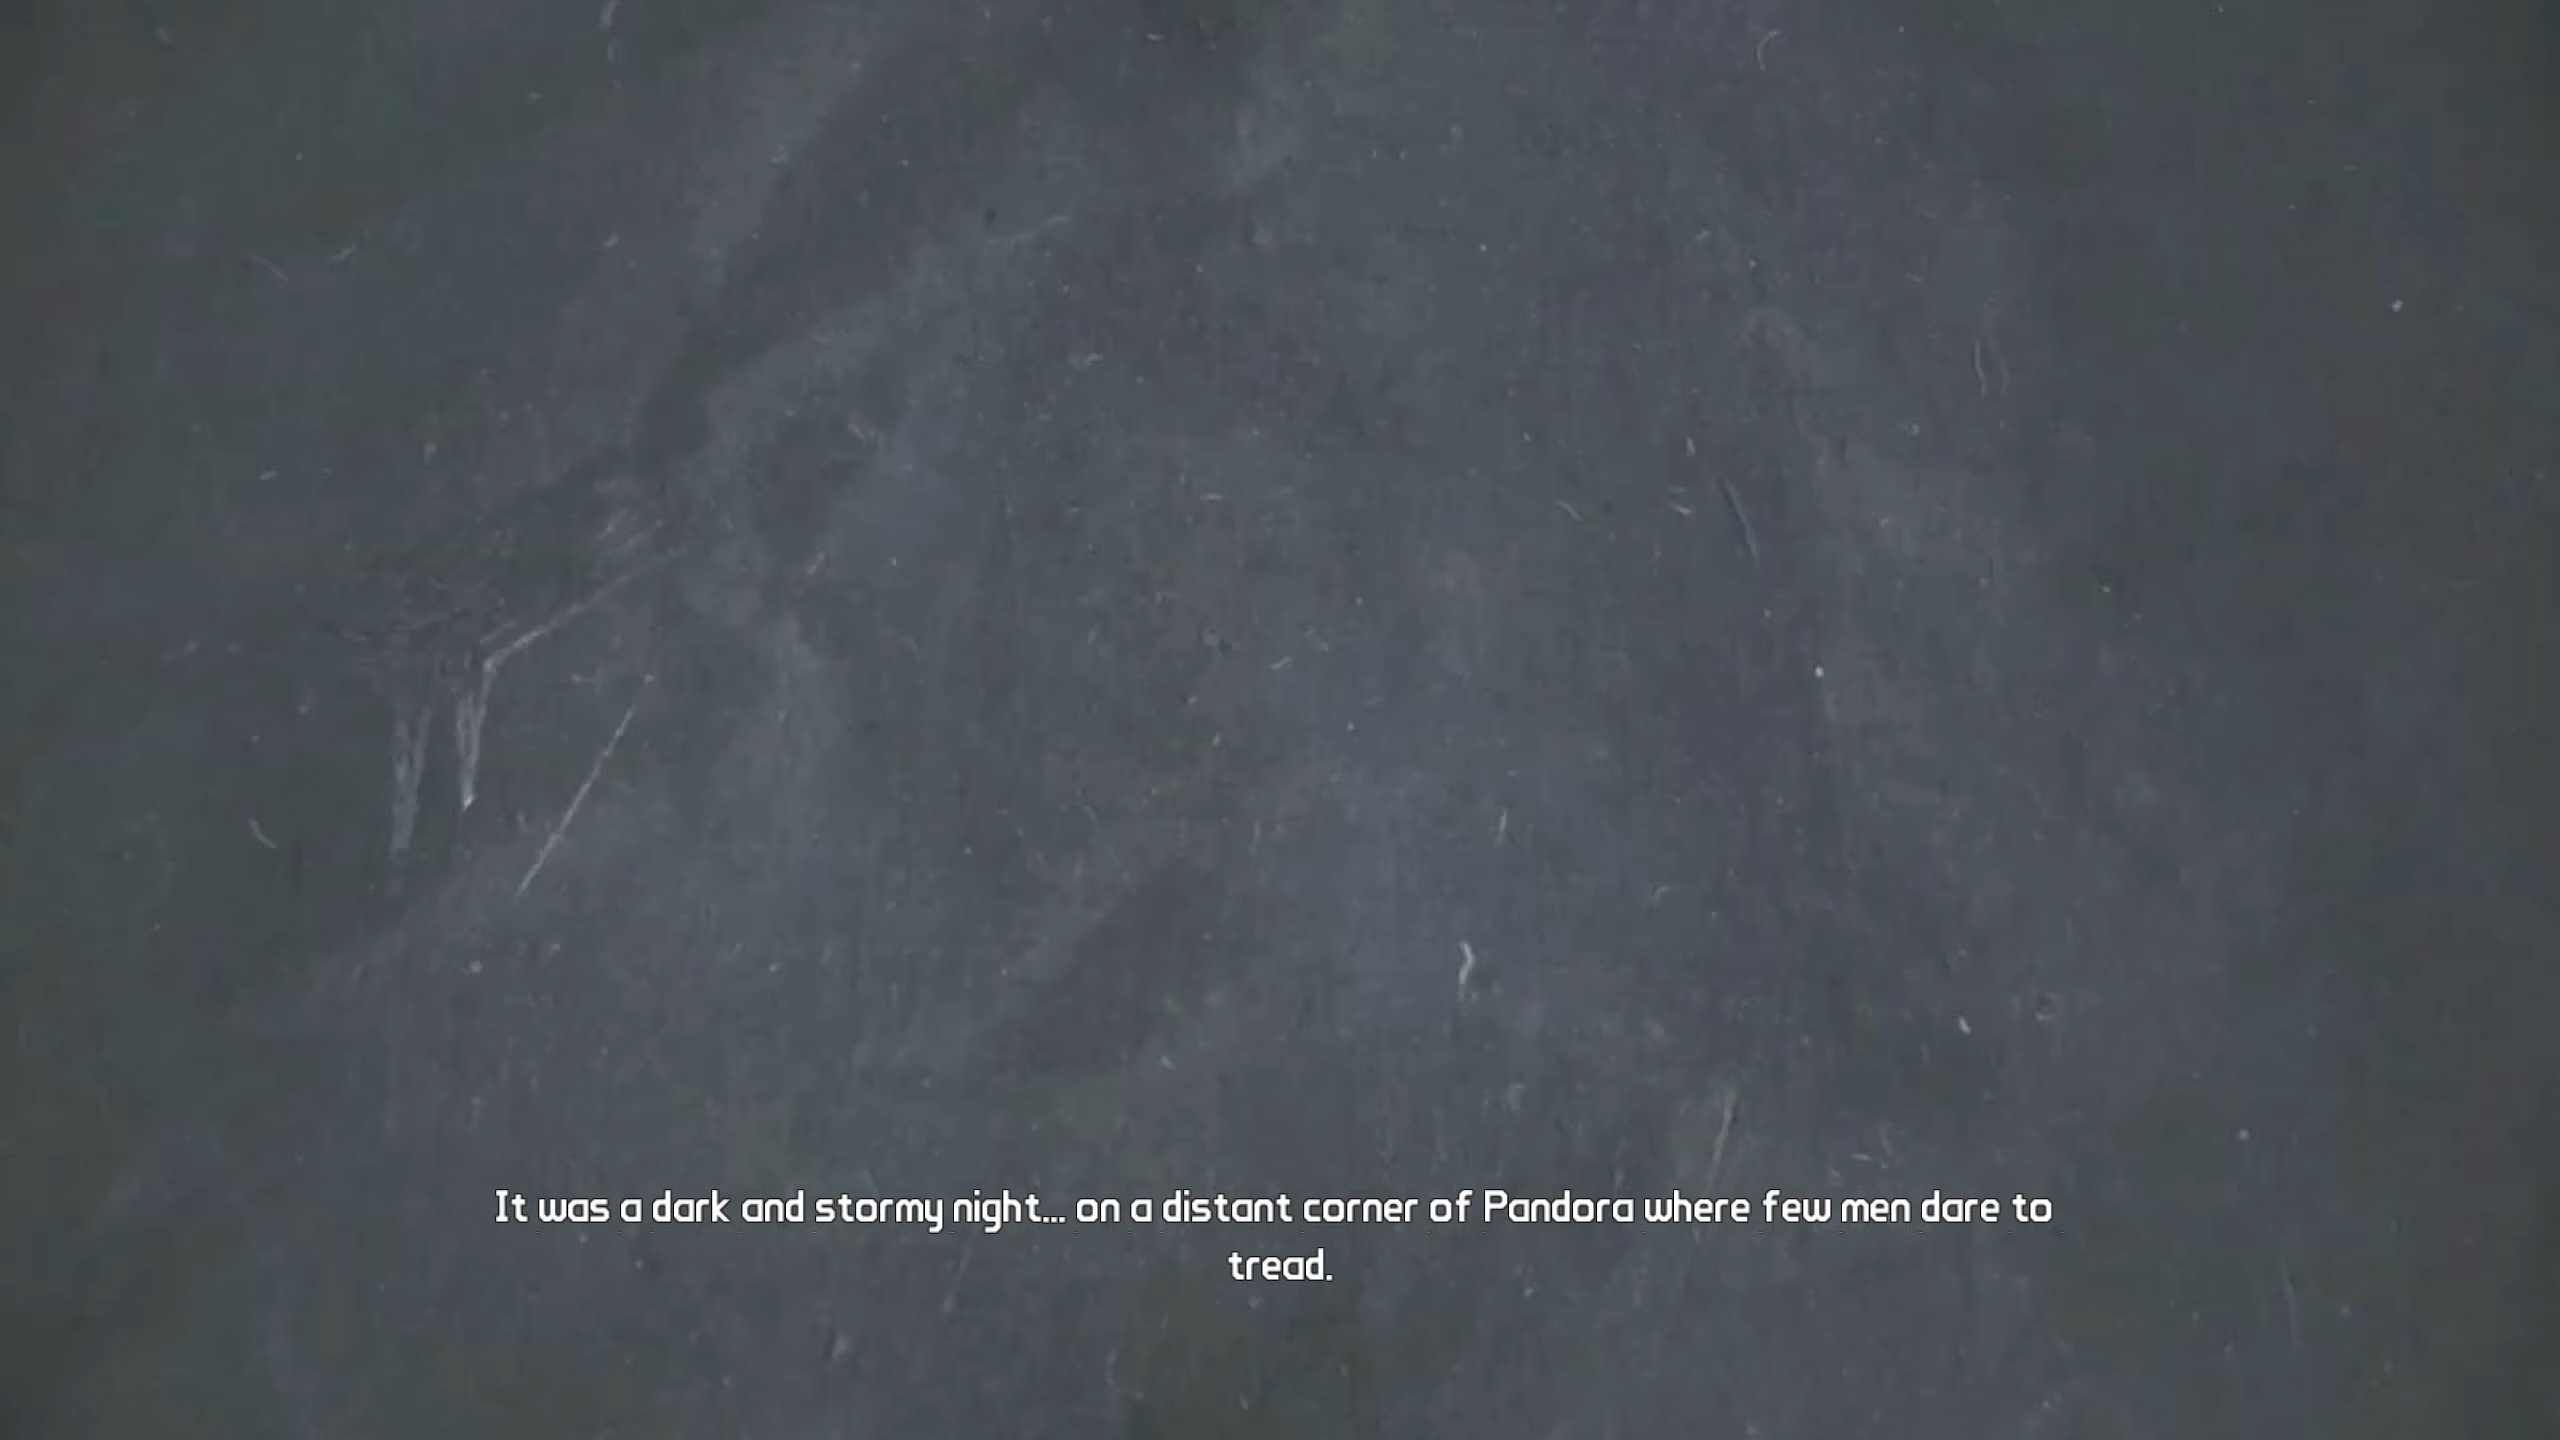 It was a dark and stormy night... on a distant corner of Pandora where few men dare to
tread.